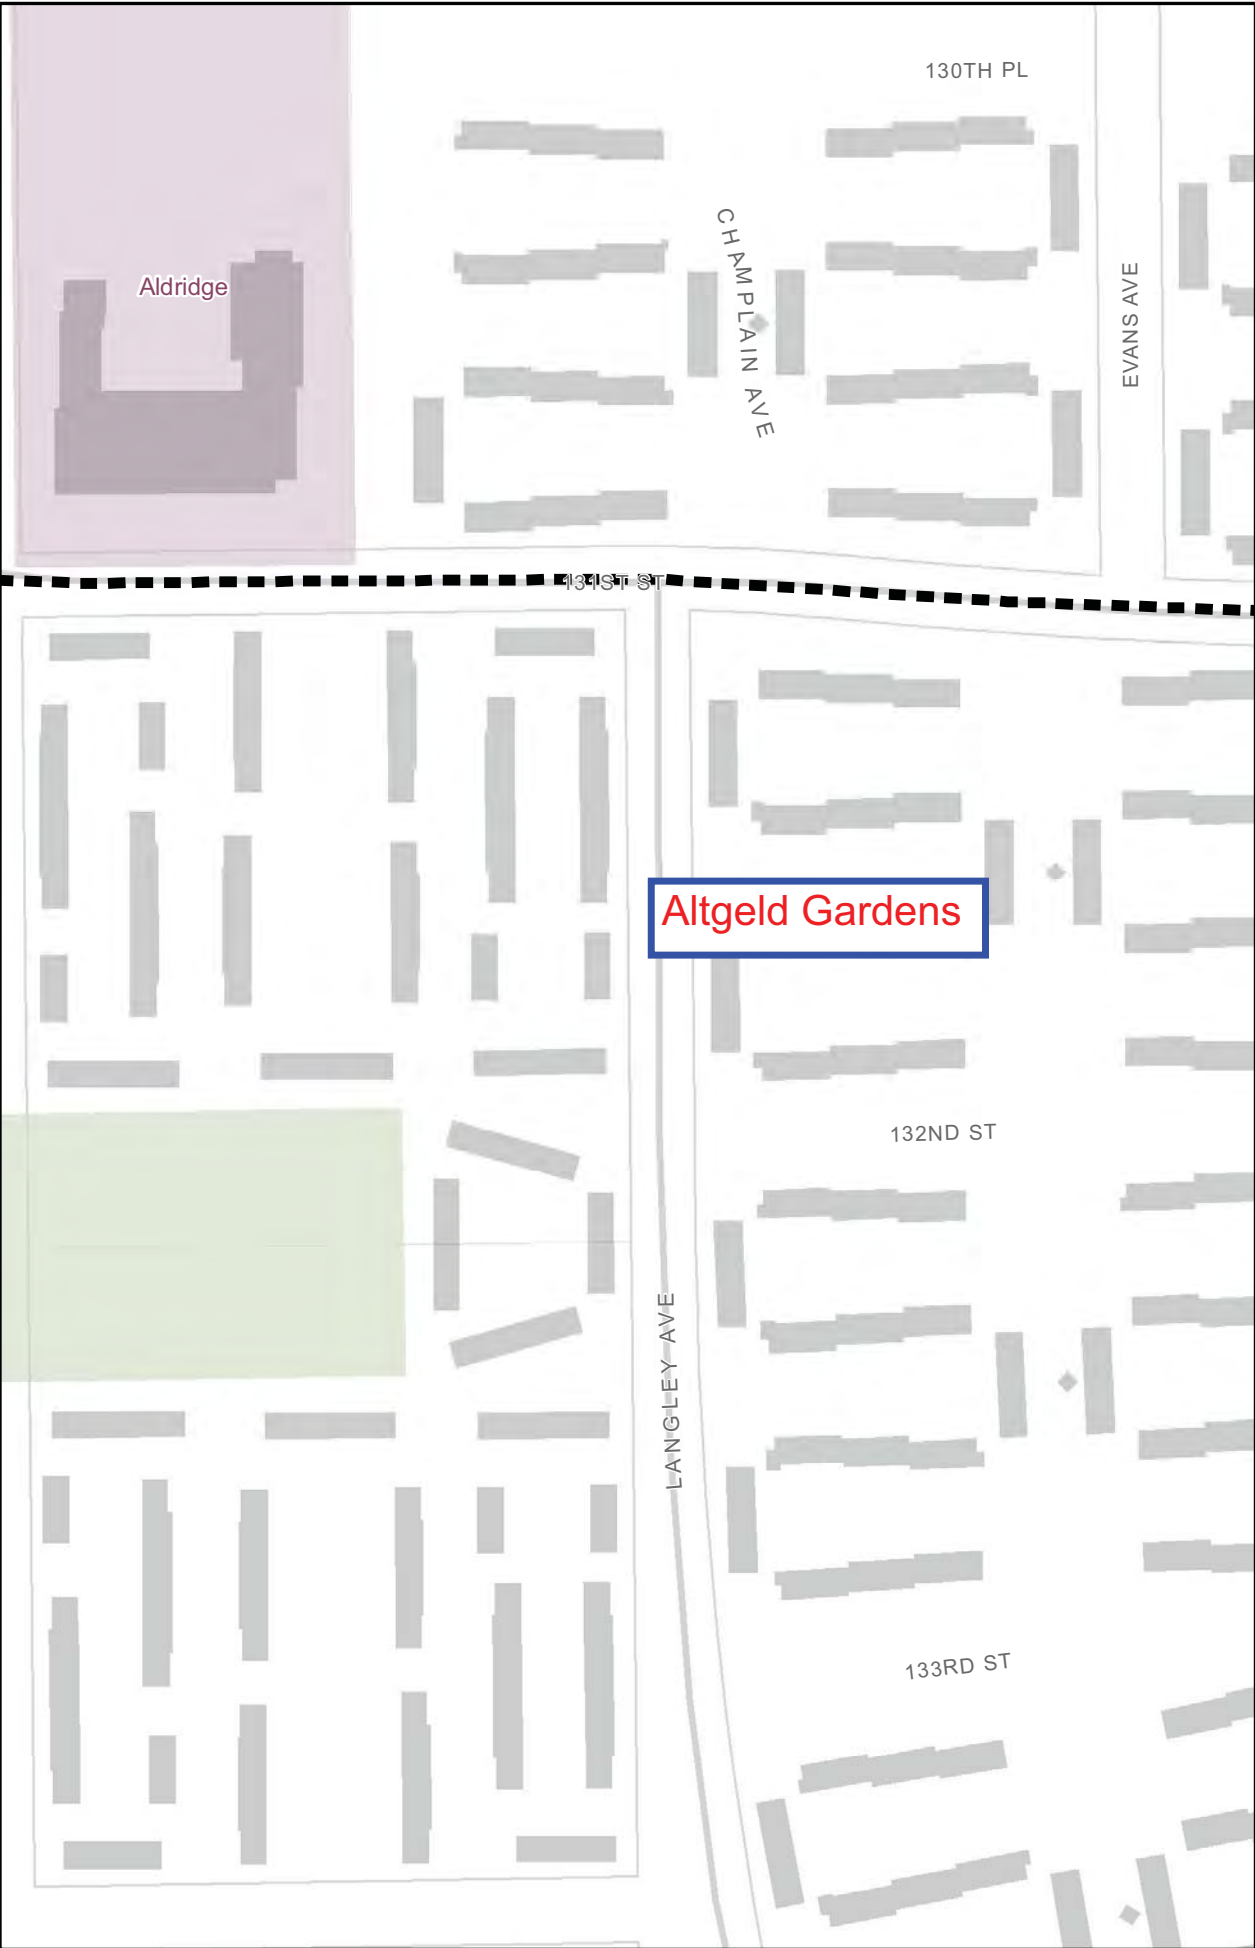 130TH PL
CHAMPLAIN AVE
EVANS AVE
Aldridge
131ST ST
Altgeld Gardens
132ND ST
LANGLEY AVE
133RD ST